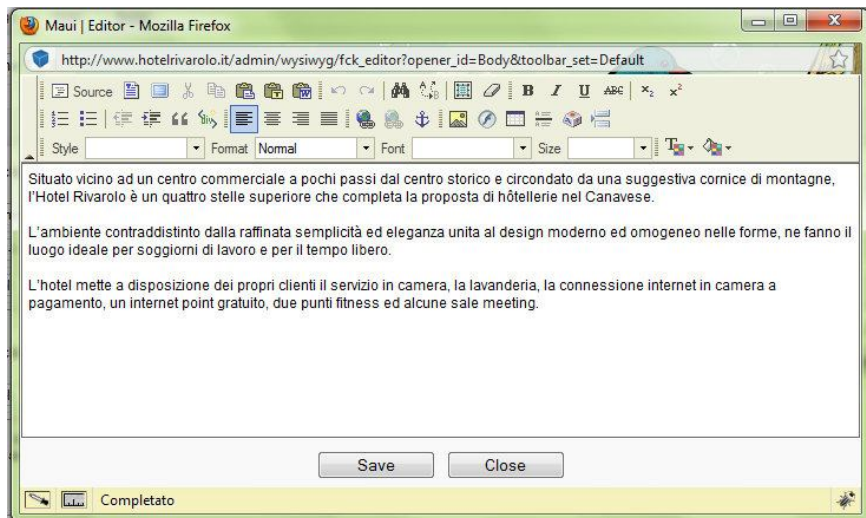 Maui | Editor - Mozilla Firefox
http://www.hotelrivarolo.it/admin/wysiwyg/fck_editor?opener_id=Body&toolbar_set=Default
Source B I U ABC x₂ x²
Style Format Normal Font Size
Situato vicino ad un centro commerciale a pochi passi dal centro storico e circondato da una suggestiva cornice di montagne,
l'Hotel Rivarolo è un quattro stelle superiore che completa la proposta di hôtellerie nel Canavese.
L'ambiente contraddistinto dalla raffinata semplicità ed eleganza unita al design moderno ed omogeneo nelle forme, ne fanno il
luogo ideale per soggiorni di lavoro e per il tempo libero.
L'hotel mette a disposizione dei propri clienti il servizio in camera, la lavanderia, la connessione internet in camera a
pagamento, un internet point gratuito, due punti fitness ed alcune sale meeting.
Save Close
Completato